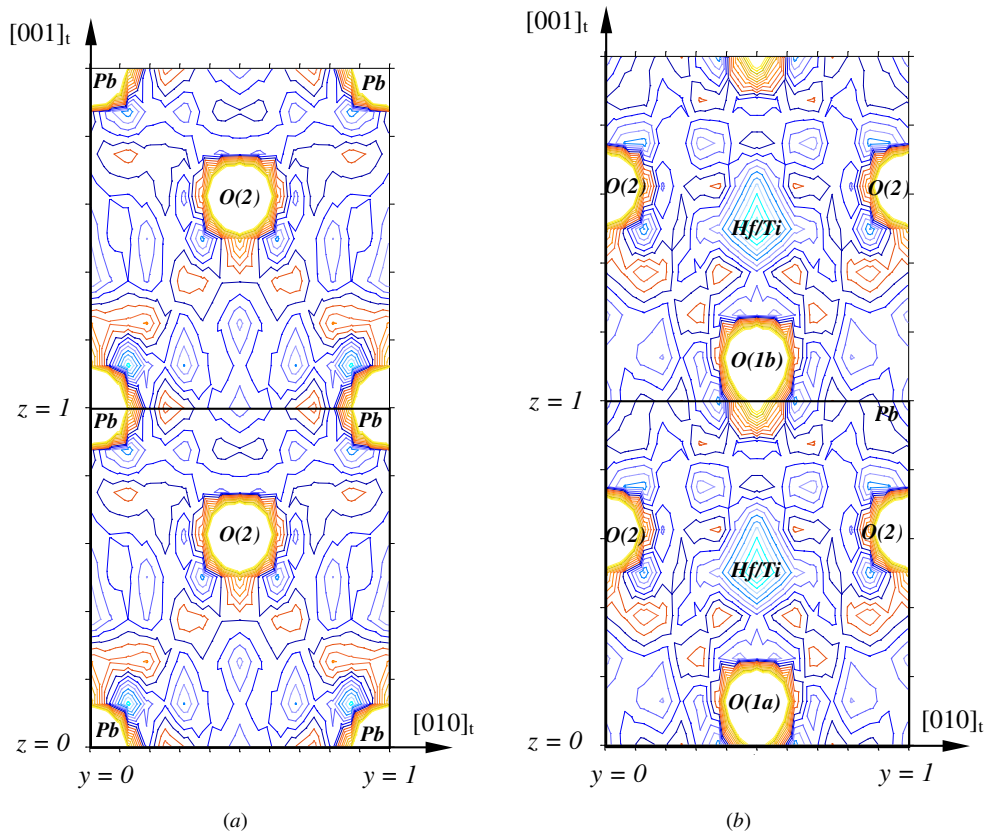 [001]t
Pb
Pb
O(2)
z = 1
Pb
Pb
O(2)
Pb
Pb
z = 0
[010]t
y = 0
y = 1
(a)
[001]t
O(2)
O(2)
Hf/Ti
O(1b)
z = 1
Pb
O(2)
O(2)
Hf/Ti
O(1a)
z = 0
[010]t
y = 0
y = 1
(b)